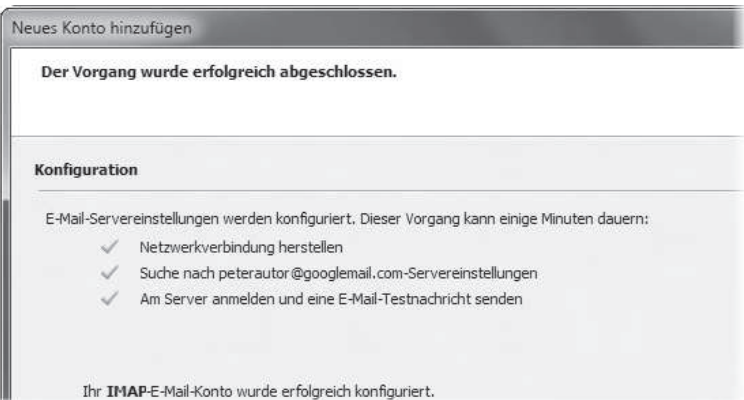 Neues Konto hinzufügen
Der Vorgang wurde erfolgreich abgeschlossen.
Konfiguration
E-Mail-Servereinstellungen werden konfiguriert. Dieser Vorgang kann einige Minuten dauern:
Netzwerkverbindung herstellen
Suche nach peterautor@googlemail.com-Servereinstellungen
Am Server anmelden und eine E-Mail-Testnachricht senden
Ihr IMAP-E-Mail-Konto wurde erfolgreich konfiguriert.